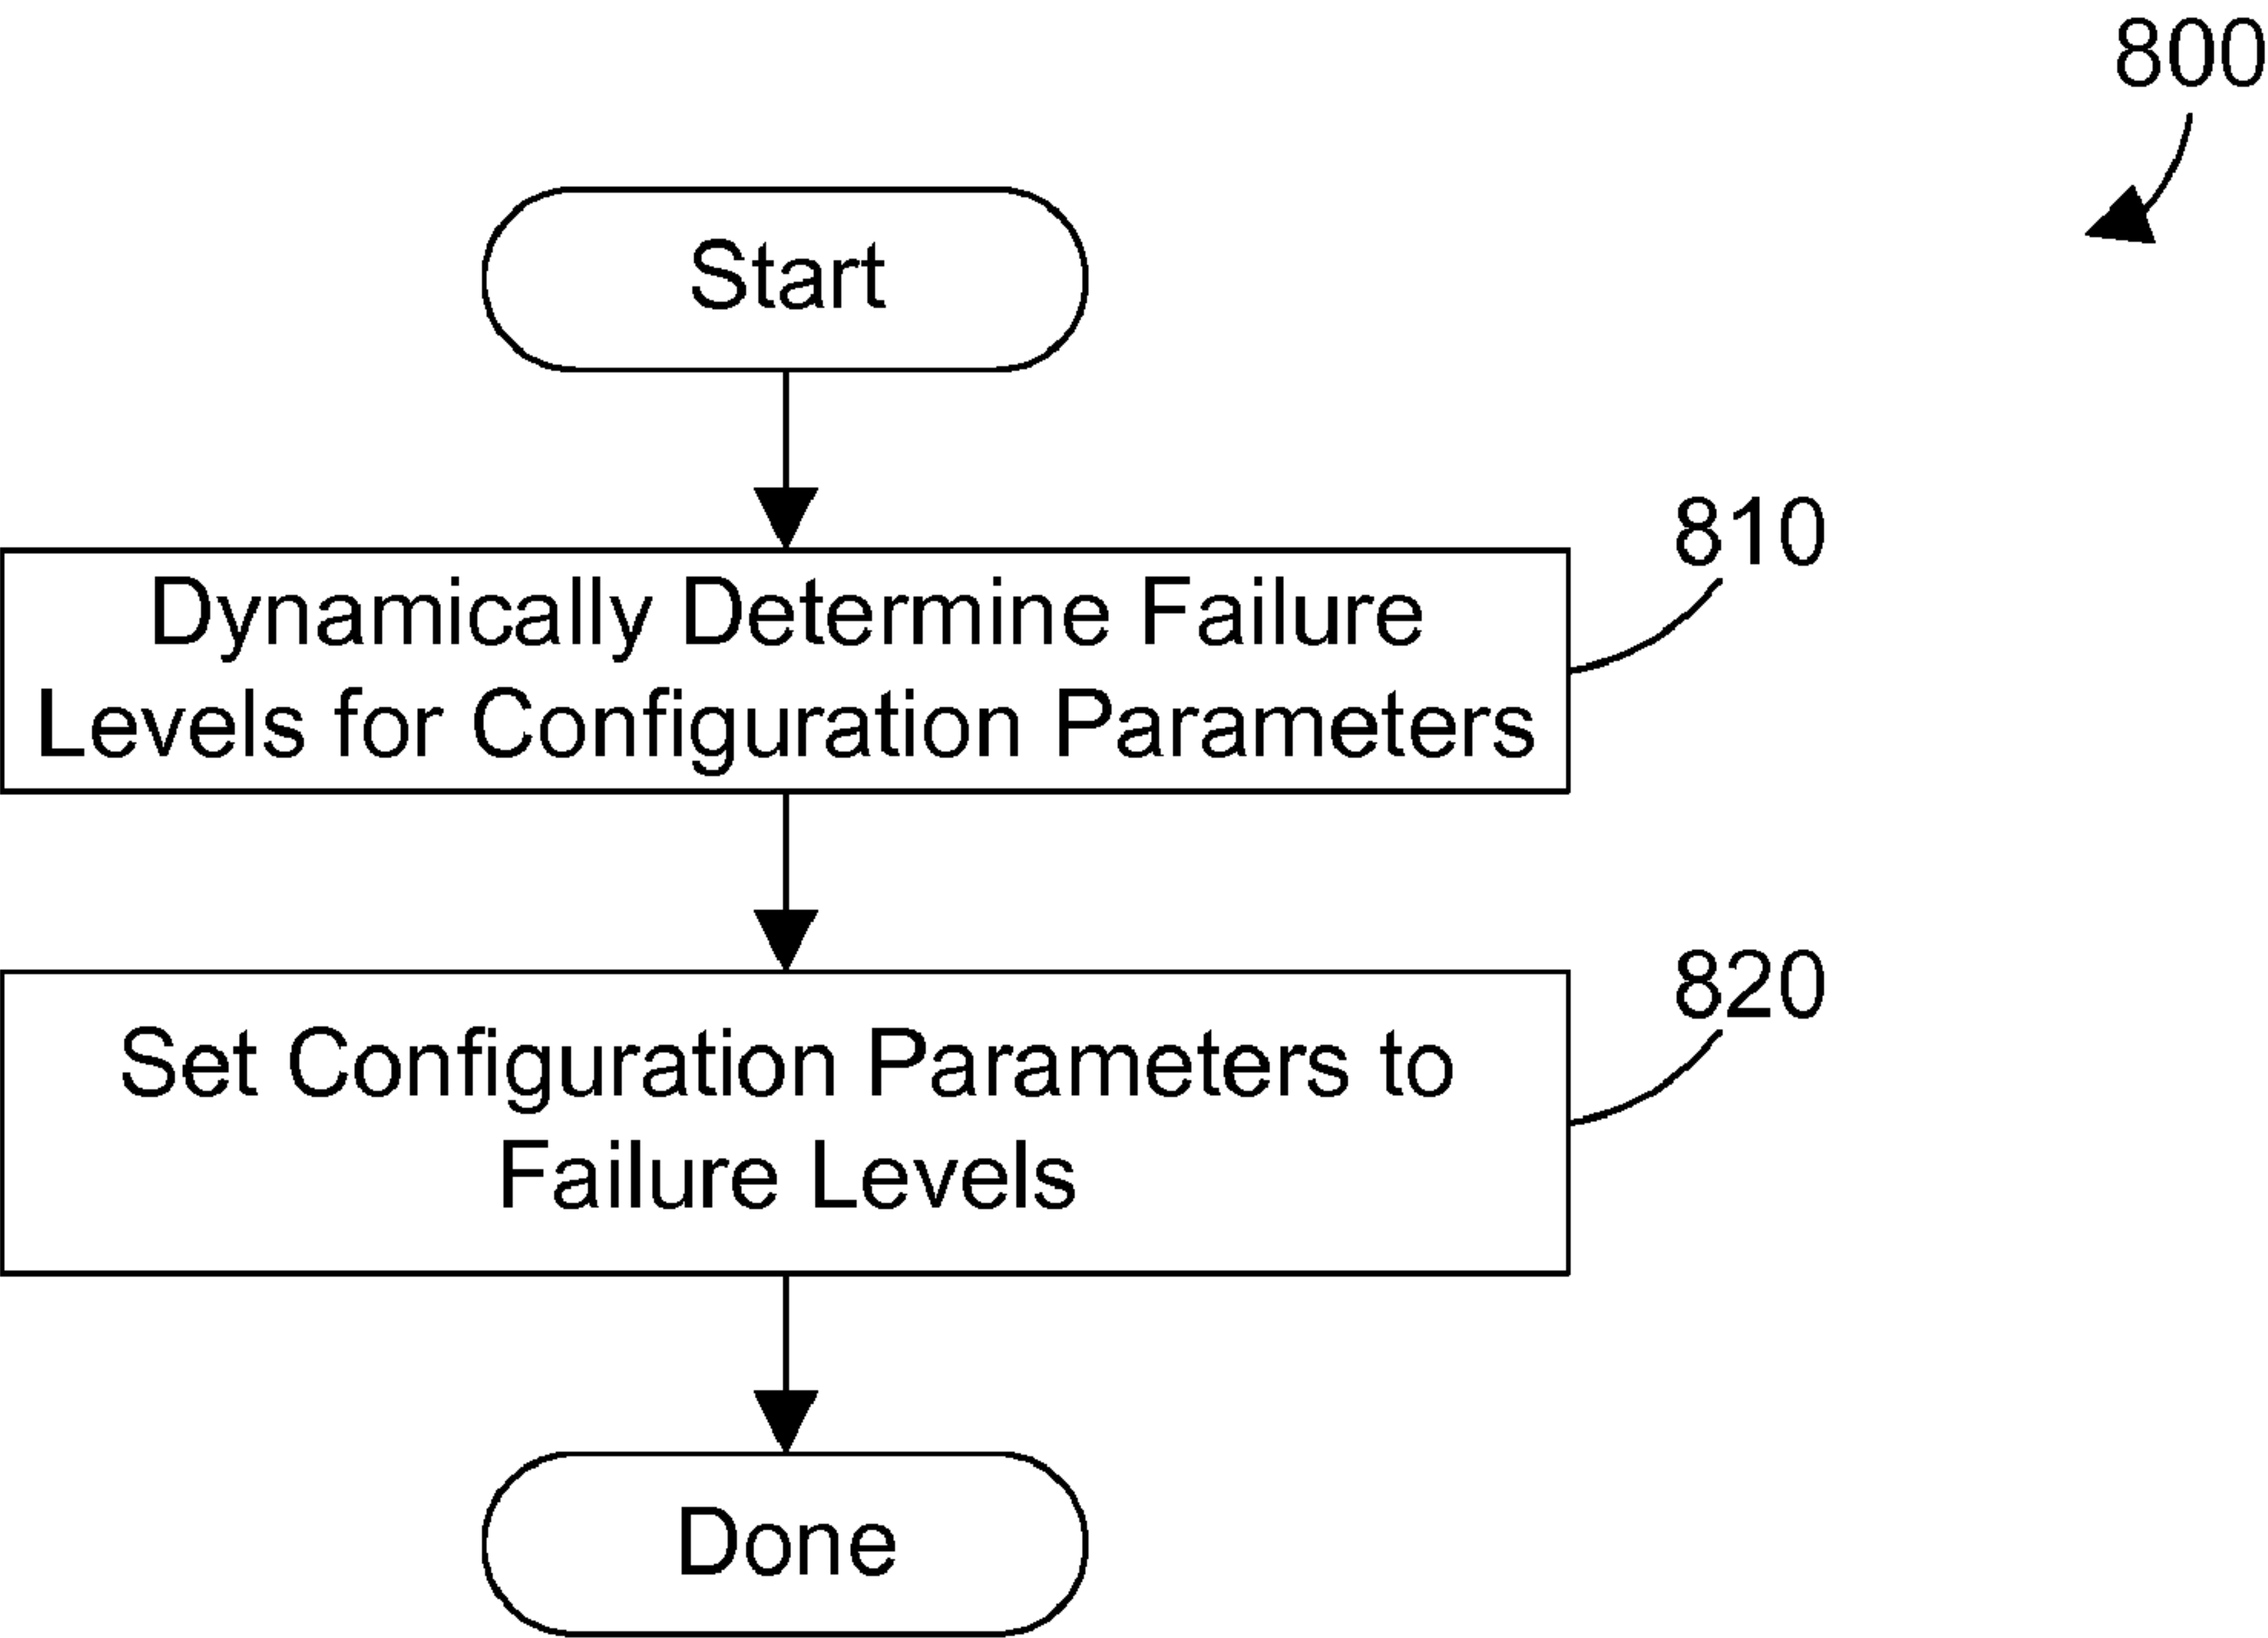 800
Start
810
Dynamically Determine Failure
Levels for Configuration Parameters
820
Set Configuration Parameters to
Failure Levels
Done